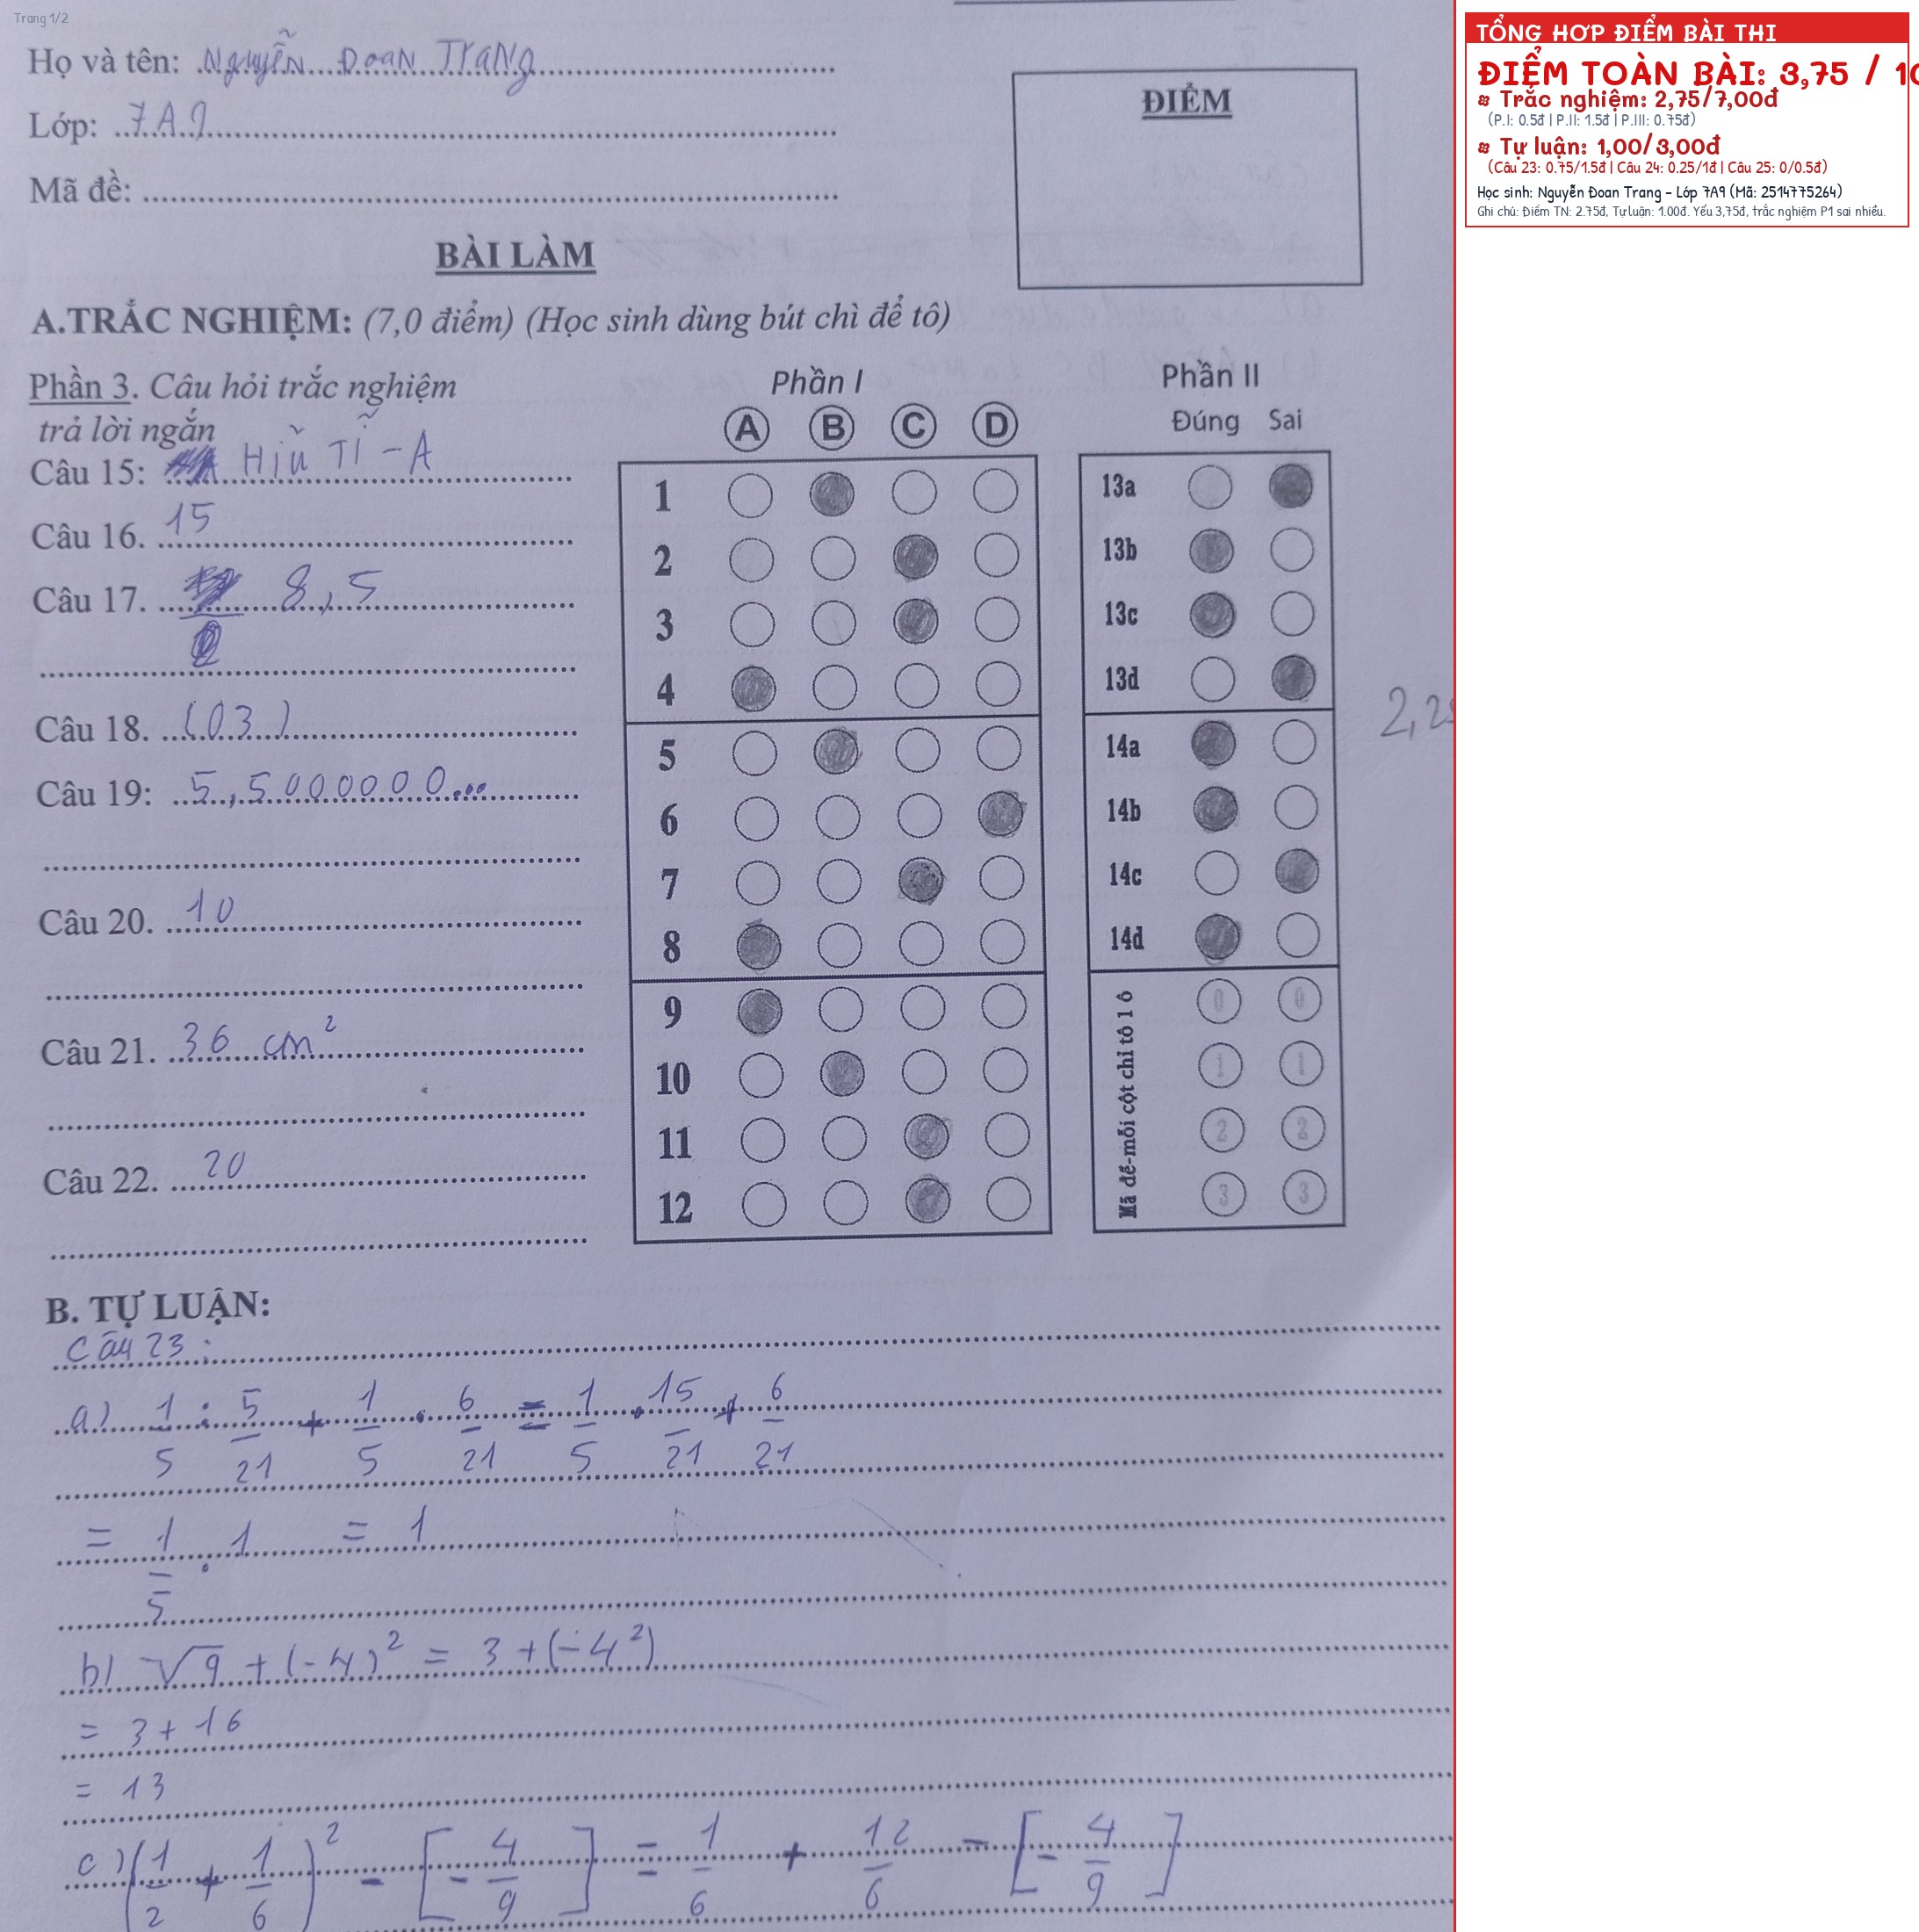 Trang 1/2
Họ và tên: Nguyễn Đoan Trang
Lớp: 7A9
Mã đề:
ĐIỂM
BÀI LÀM
A.TRẮC NGHIỆM: (7,0 điểm) (Học sinh dùng bút chì để tô)
Phần 3. Câu hỏi trắc nghiệm
trả lời ngắn
Câu 15: Hiũ Tỉ - A
Câu 16. 15
Câu 17. 8,5
Câu 18. (03)
Câu 19: 5,5000000...
Câu 20. 10
Câu 21. 36 cm²
Câu 22. 20
Phần I
A B C D
1
2
3
4
5
6
7
8
9
10
11
12
Phần II
Đúng Sai
13a
13b
13c
13d
14a
14b
14c
14d
Mã đề-mỗi cột chỉ tô 1 ô
0 0
1 1
2 2
3 3
B. TỰ LUẬN:
Câu 23:
a) 1/5 : 5/21 + 1/5 . 6/21 = 1/5 . 15/21 + 6/21
= 1/5 . 1 = 1
b) √9 + (-4)² = 3 + (-4²)
= 3 + 16
= 13
c) (1/2 + 1/6)² - [- 4/9] = 1/6 + 12/6 - [- 4/9]
TỔNG HỢP ĐIỂM BÀI THI
ĐIỂM TOÀN BÀI: 3,75 / 10
Trắc nghiệm: 2,75/7,00đ
(P.I: 0.5đ | P.II: 1.5đ | P.III: 0.75đ)
Tự luận: 1,00/3,00đ
(Câu 23: 0.75/1.5đ | Câu 24: 0.25/1đ | Câu 25: 0/0.5đ)
Học sinh: Nguyễn Đoan Trang - Lớp 7A9 (Mã: 2514775264)
Ghi chú: Điểm TN: 2.75đ, Tự luận: 1.00đ. Yếu 3,75đ, trắc nghiệm P1 sai nhiều.